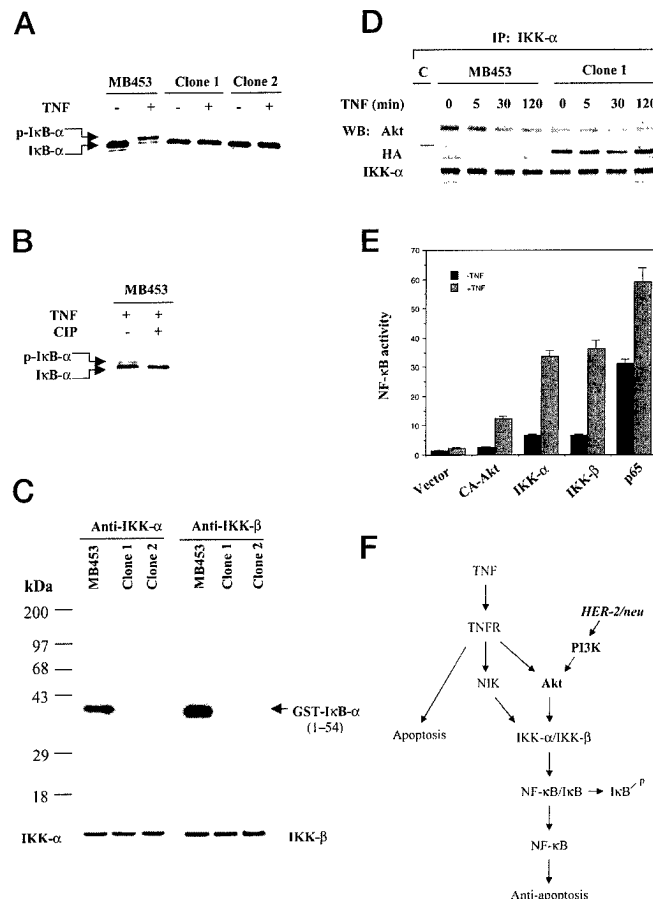 A
MB453 Clone 1 Clone 2
TNF - + - + - +
p-IκB-α
IκB-α
B
MB453
TNF + +
CIP - +
p-IκB-α
IκB-α
C
Anti-IKK-α Anti-IKK-β
MB453 Clone 1 Clone 2 MB453 Clone 1 Clone 2
kDa
200
97
68
43
GST-IκB-α
(1–54)
29
18
IKK-α IKK-β
D
IP: IKK-α
C MB453 Clone 1
TNF (min) 0 5 30 120 0 5 30 120
WB: Akt
HA
IKK-α
E
NF-κB activity
70
60
50
40
30
20
10
0
-TNF
+TNF
Vector CA-Akt IKK-α IKK-β p65
F
TNF
TNFR
HER-2/neu
PI3K
NIK Akt
Apoptosis IKK-α/IKK-β
NF-κB/IκB IκB p
NF-κB
Anti-apoptosis